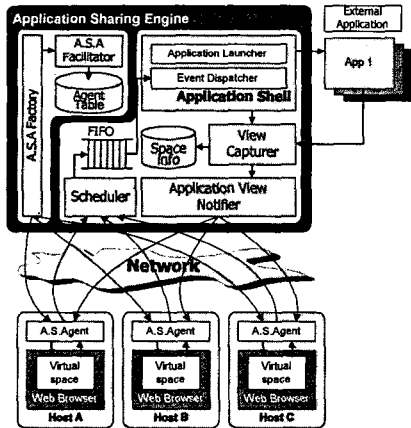 Application Sharing Engine
External
Application
A.S.A
Facilitator
Application Launcher
App 1
Event Dispatcher
Agent
Table
Application Shell
A.S.A Factory
FIFO
Space
Info
View
Capturer
Scheduler
Application View
Notifier
Network
A.S.Agent
A.S.Agent
A.S.Agent
Virtual
space
Virtual
space
Virtual
space
Web Browser
Web Browser
Web Browser
Host A
Host B
Host C